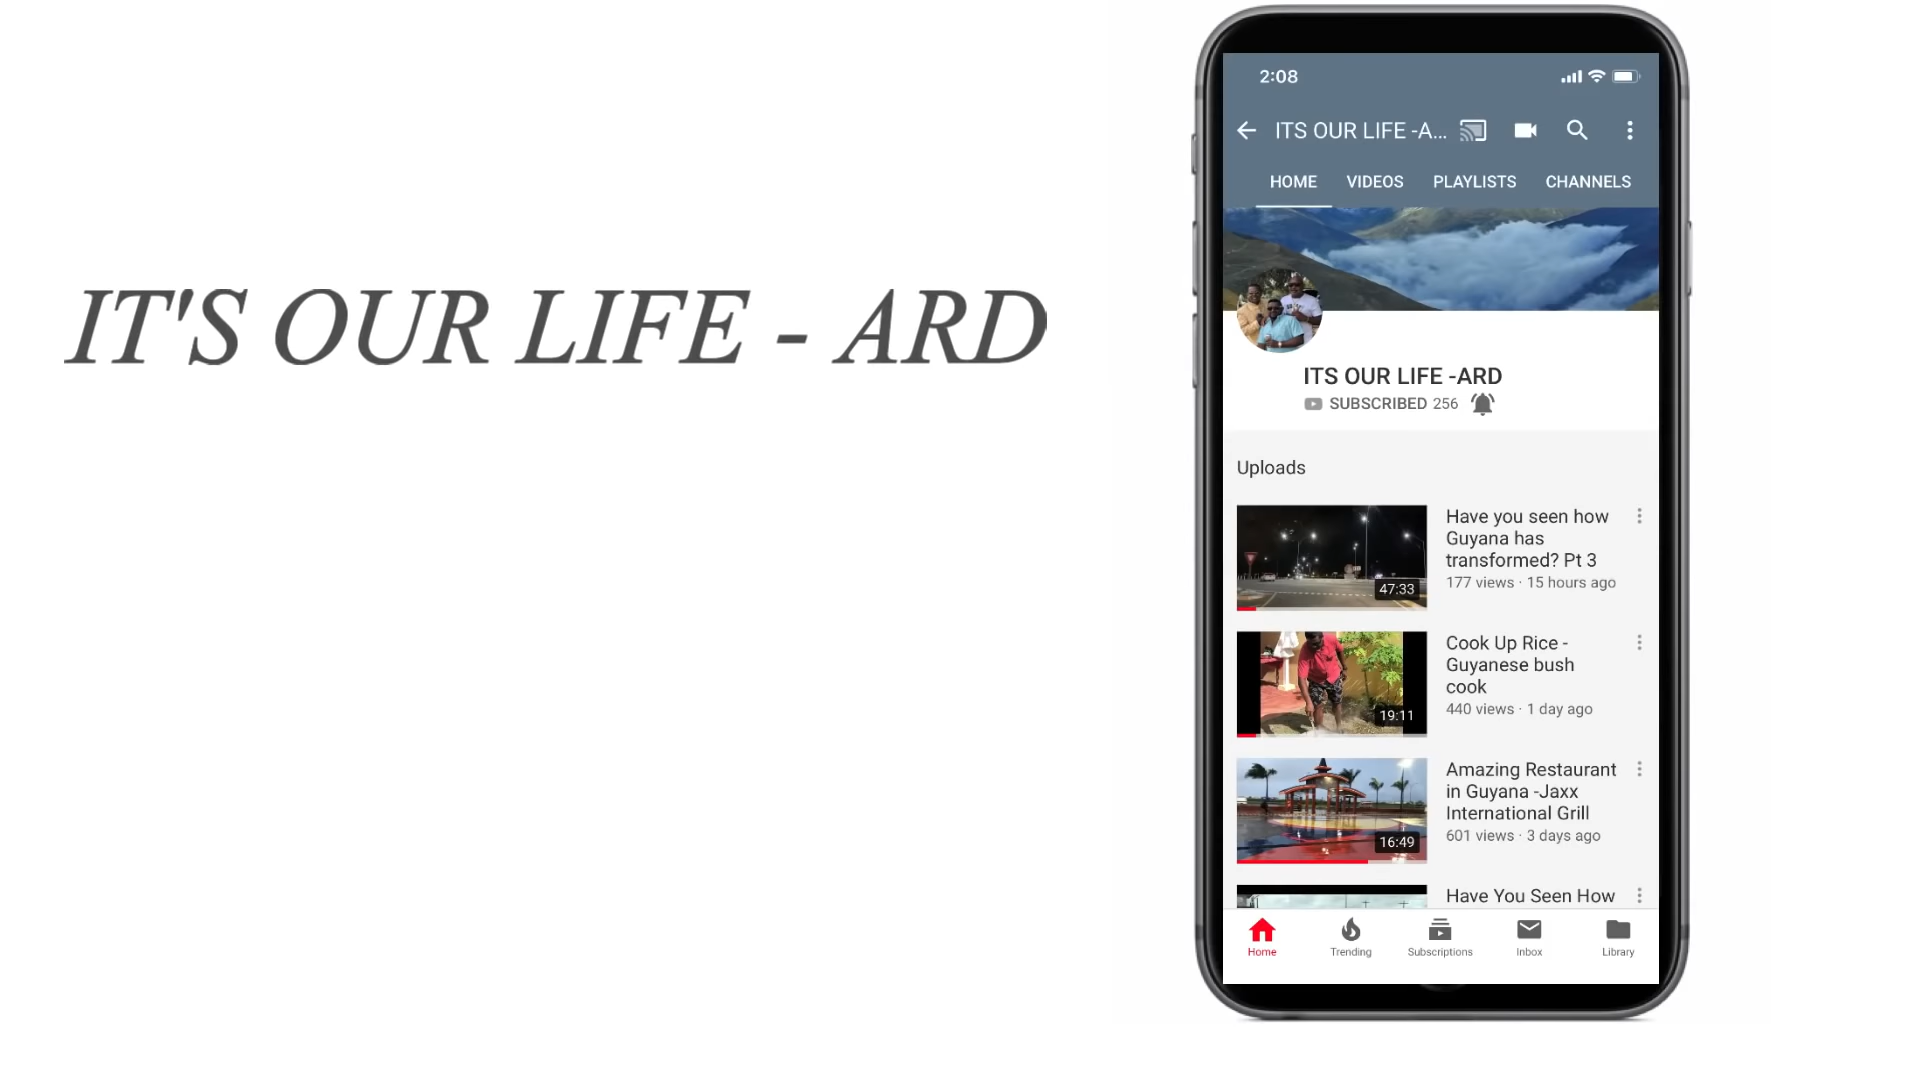 IT'S OUR LIFE - ARD
2:08
ITS OUR LIFE -A...
HOME VIDEOS PLAYLISTS CHANNELS
ITS OUR LIFE -ARD
SUBSCRIBED 256
Uploads
Have you seen how
Guyana has
transformed? Pt 3
177 views · 15 hours ago
47:33
Cook Up Rice -
Guyanese bush
cook
440 views · 1 day ago
19:11
Amazing Restaurant
in Guyana -Jaxx
International Grill
601 views · 3 days ago
16:49
Have You Seen How
Home Trending Subscriptions Inbox Library